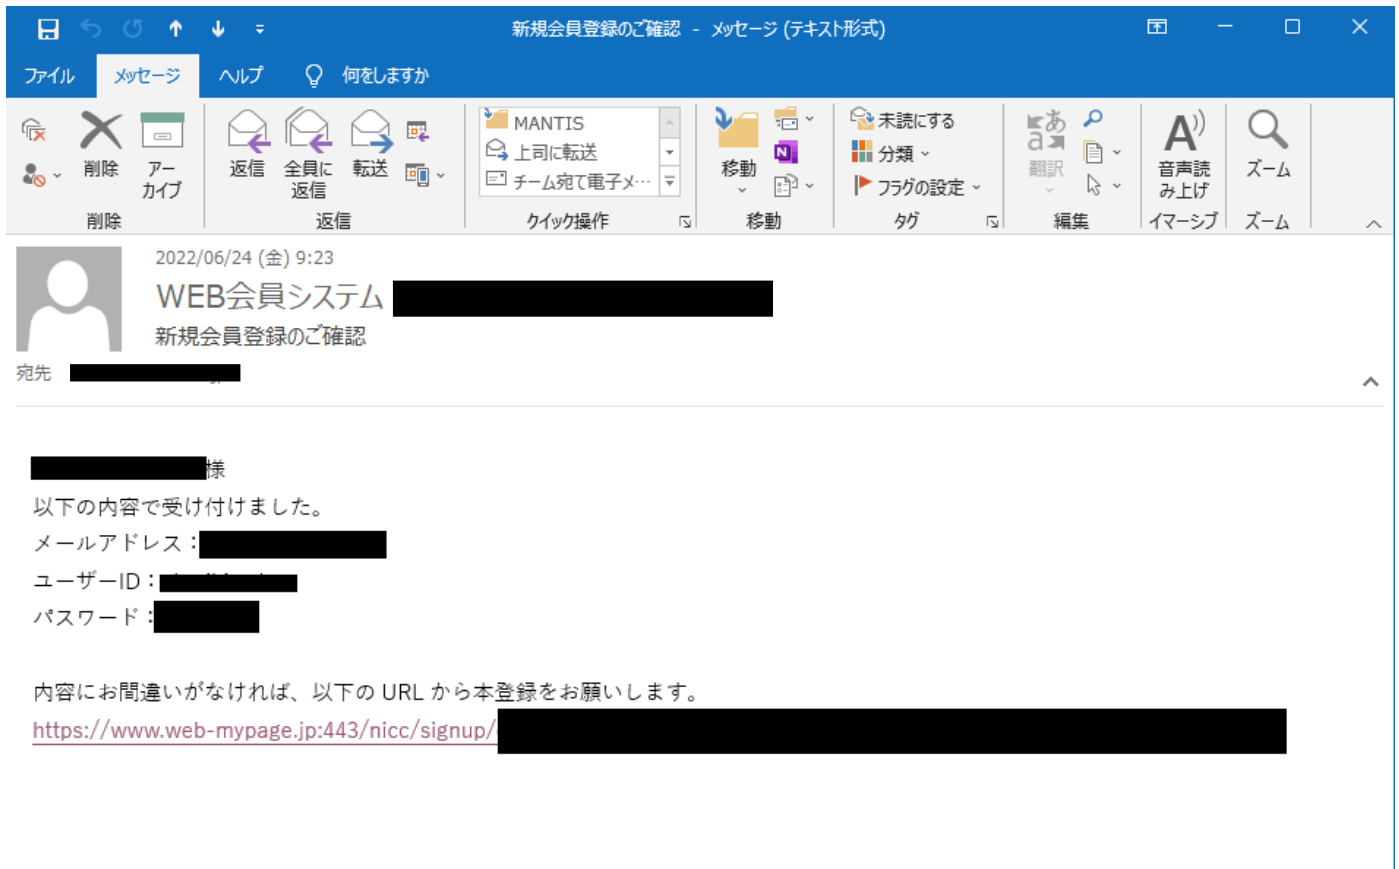 新規会員登録のご確認 - メッセージ (テキスト形式)
ファイル メッセージ ヘルプ 何をしますか
削除
アーカイブ
削除
返信
全員に返信
転送
返信
MANTIS
上司に転送
チーム宛て電子メ…
クイック操作
移動
移動
未読にする
分類
フラグの設定
タグ
あ
a
翻訳
編集
音声読み上げ
イマーシブ
ズーム
ズーム
2022/06/24 (金) 9:23
WEB会員システム
新規会員登録のご確認
宛先
様
以下の内容で受け付けました。
メールアドレス：
ユーザーID：
パスワード：
内容にお間違いがなければ、以下の URL から本登録をお願いします。
https://www.web-mypage.jp:443/nicc/signup/